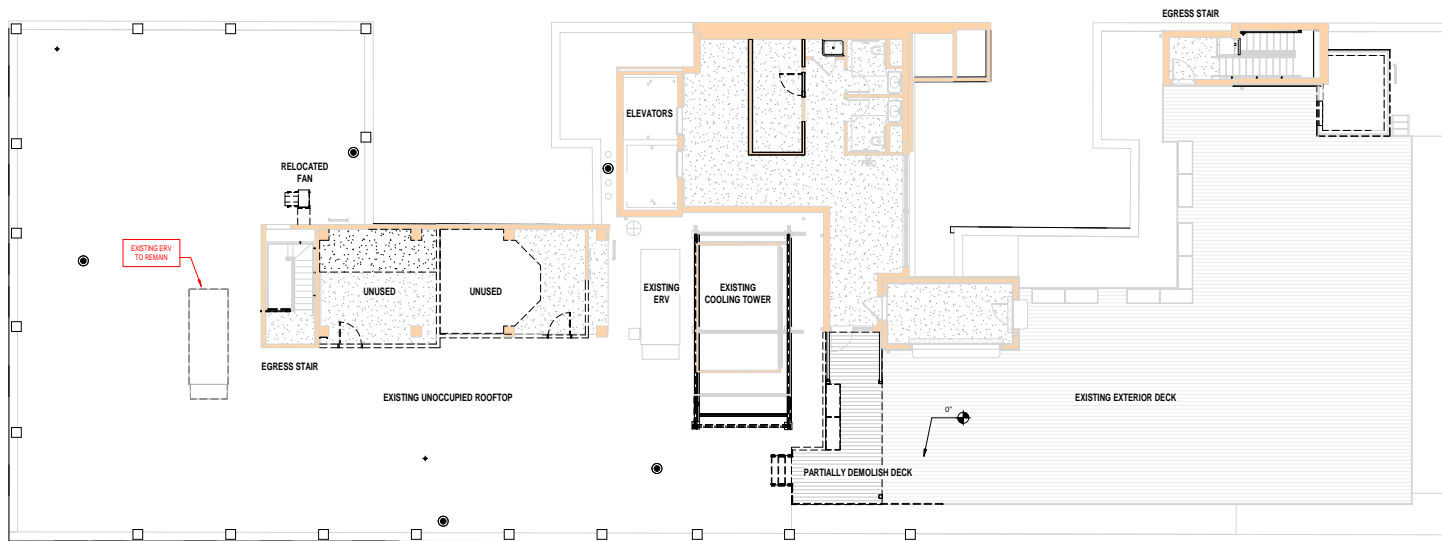 EGRESS STAIR
ELEVATORS
RELOCATED
FAN
FEC
EXISTING ERV
TO REMAIN
UNUSED
UNUSED
EXISTING
ERV
EXISTING
COOLING TOWER
EGRESS STAIR
EXISTING UNOCCUPIED ROOFTOP
EXISTING EXTERIOR DECK
0"
PARTIALLY DEMOLISH DECK